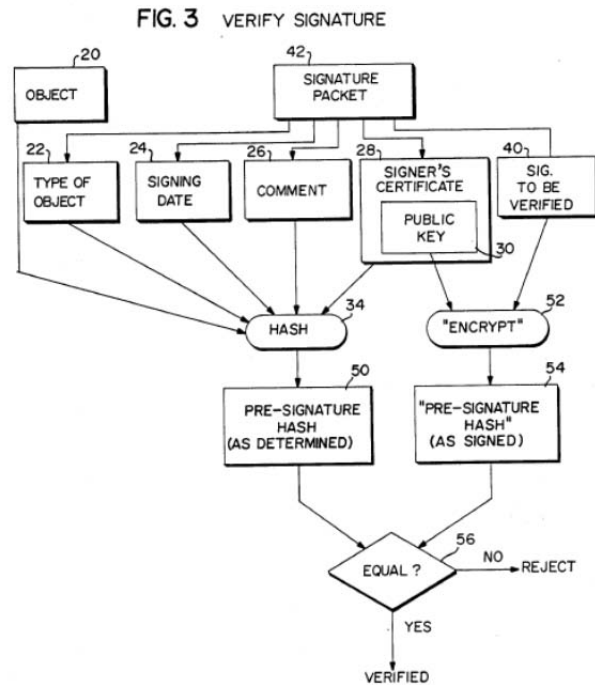 FIG. 3 VERIFY SIGNATURE
20
42
OBJECT
SIGNATURE
PACKET
22
24
26
28
40
TYPE OF
OBJECT
SIGNING
DATE
COMMENT
SIGNER'S
CERTIFICATE
PUBLIC
KEY
30
SIG.
TO BE
VERIFIED
HASH
34
"ENCRYPT"
52
50
PRE-SIGNATURE
HASH
(AS DETERMINED)
54
"PRE-SIGNATURE
HASH"
(AS SIGNED)
EQUAL ?
56
NO
REJECT
YES
VERIFIED